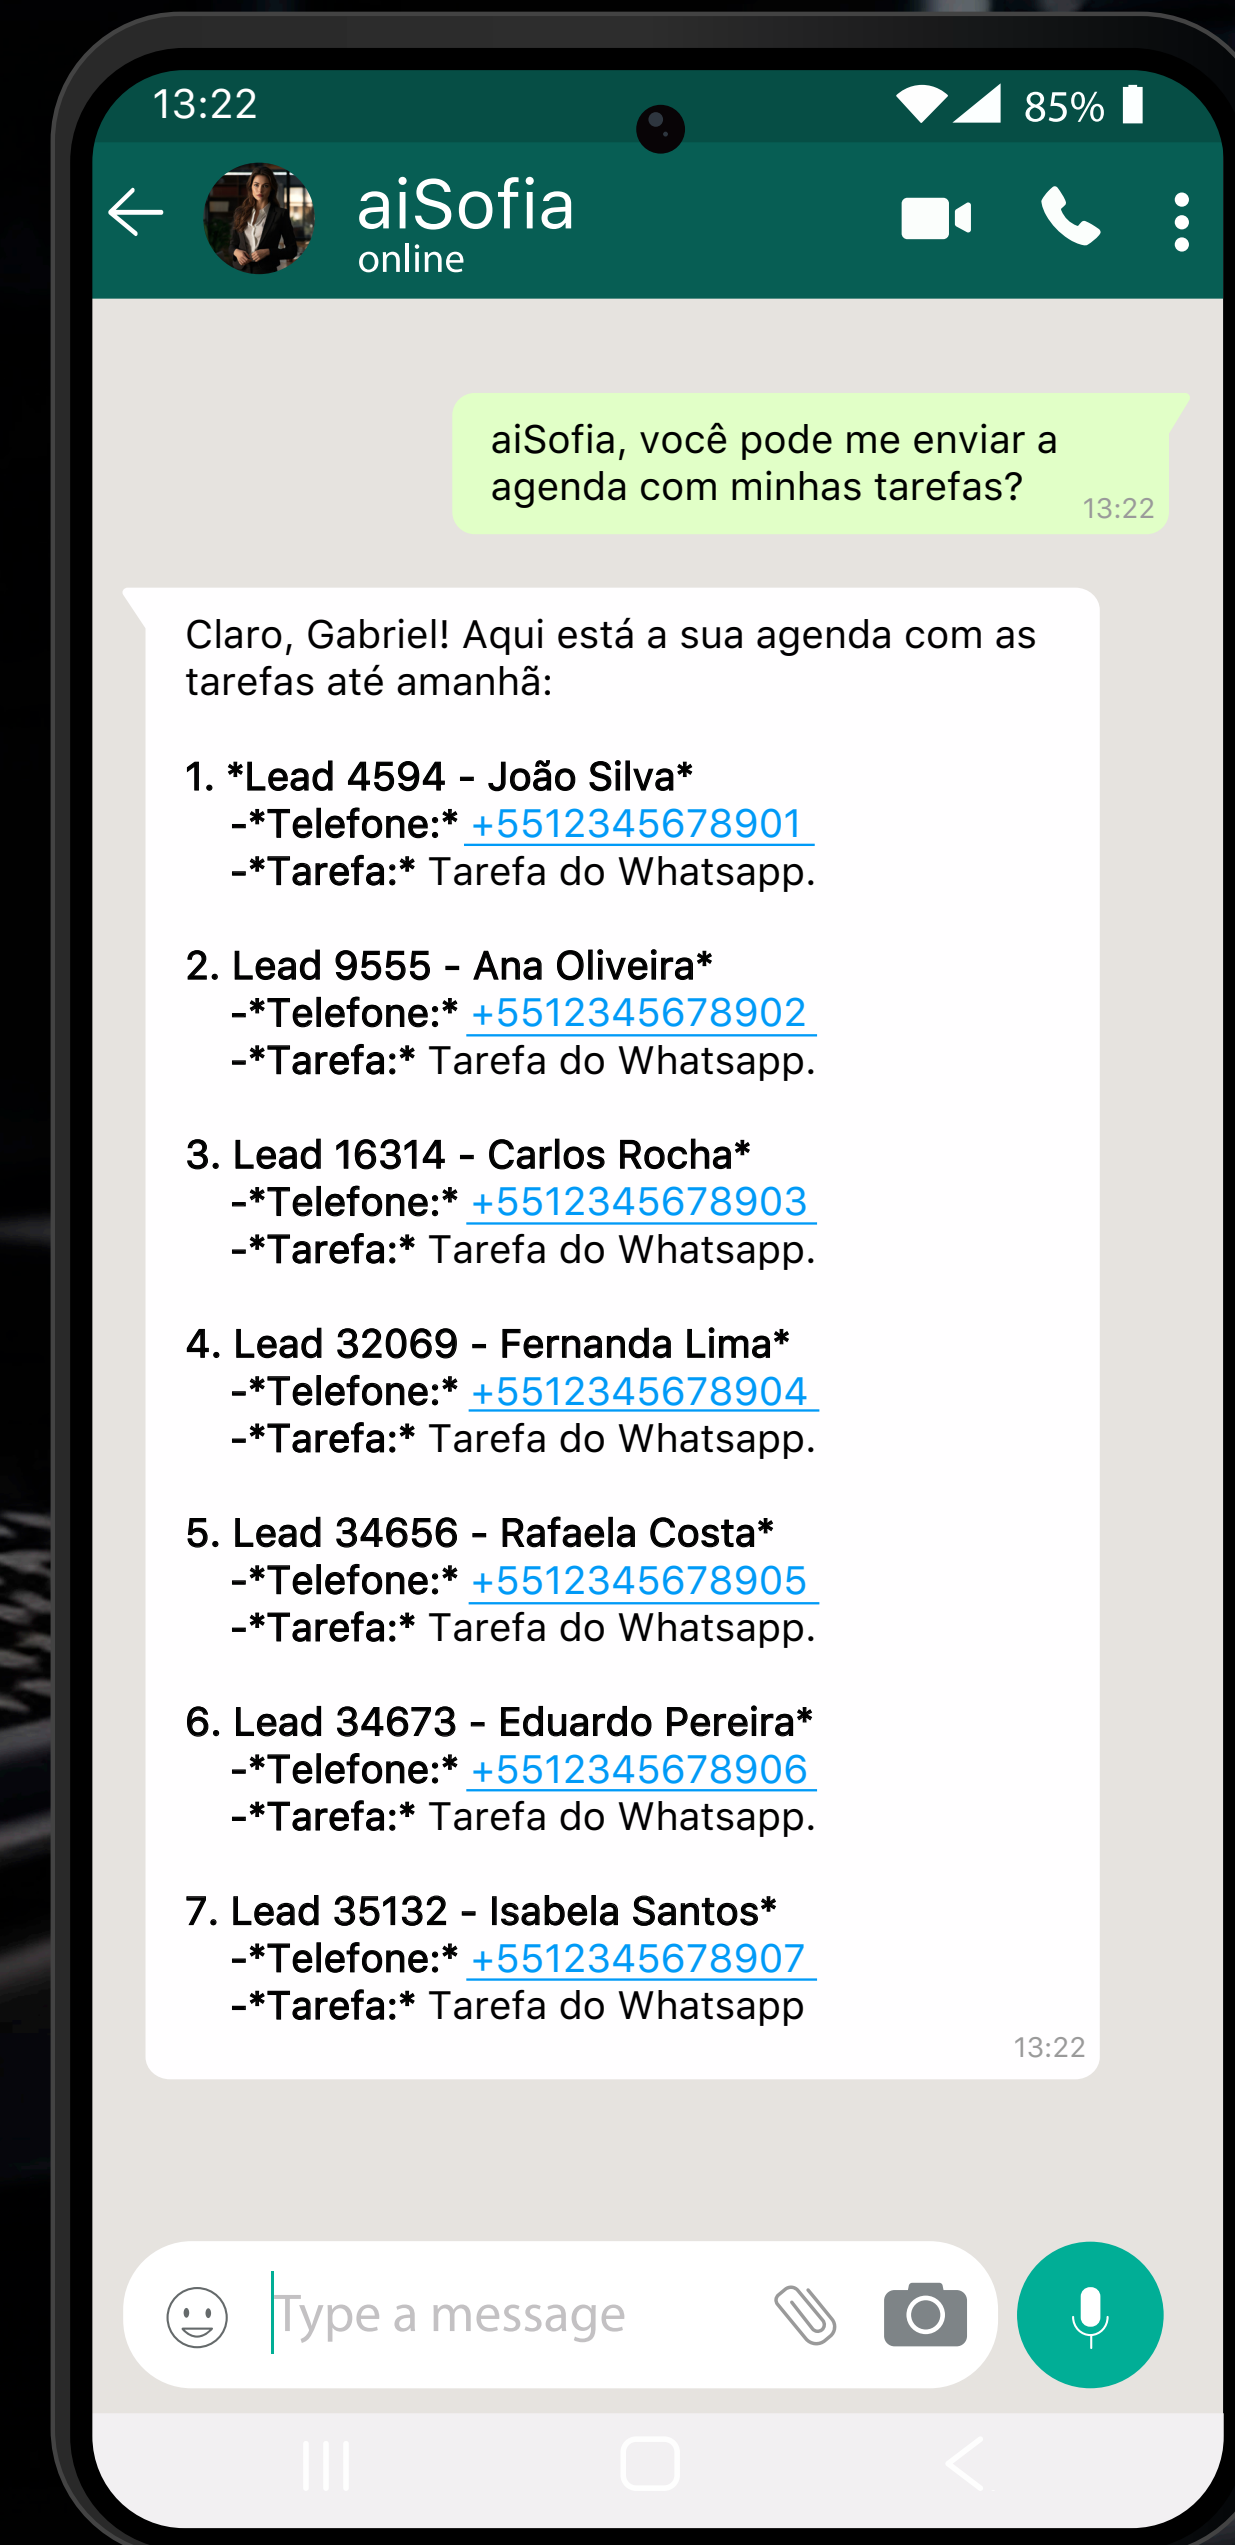 13:22
85%
aiSofia
online
aiSofia, você pode me enviar a
agenda com minhas tarefas?
13:22
Claro, Gabriel! Aqui está a sua agenda com as
tarefas até amanhã:
1. *Lead 4594 - João Silva*
-*Telefone:* +5512345678901
-*Tarefa:* Tarefa do Whatsapp.
2. Lead 9555 - Ana Oliveira*
-*Telefone:* +5512345678902
-*Tarefa:* Tarefa do Whatsapp.
3. Lead 16314 - Carlos Rocha*
-*Telefone:* +5512345678903
-*Tarefa:* Tarefa do Whatsapp.
4. Lead 32069 - Fernanda Lima*
-*Telefone:* +5512345678904
-*Tarefa:* Tarefa do Whatsapp.
5. Lead 34656 - Rafaela Costa*
-*Telefone:* +5512345678905
-*Tarefa:* Tarefa do Whatsapp.
6. Lead 34673 - Eduardo Pereira*
-*Telefone:* +5512345678906
-*Tarefa:* Tarefa do Whatsapp.
7. Lead 35132 - Isabela Santos*
-*Telefone:* +5512345678907
-*Tarefa:* Tarefa do Whatsapp
13:22
Type a message